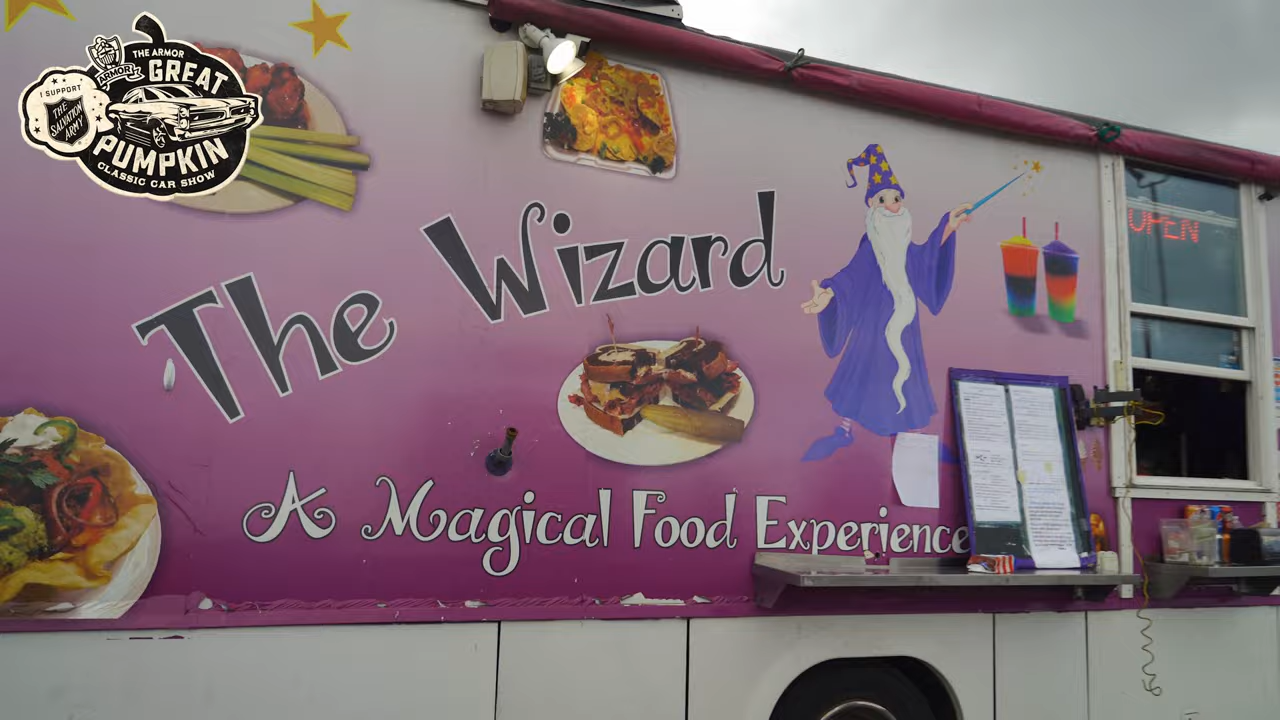 THE ARMOR
ARMOR
GREAT
I SUPPORT
THE
SALVATION
ARMY
PUMPKIN
CLASSIC CAR SHOW
The Wizard
A Magical Food Experience
OPEN